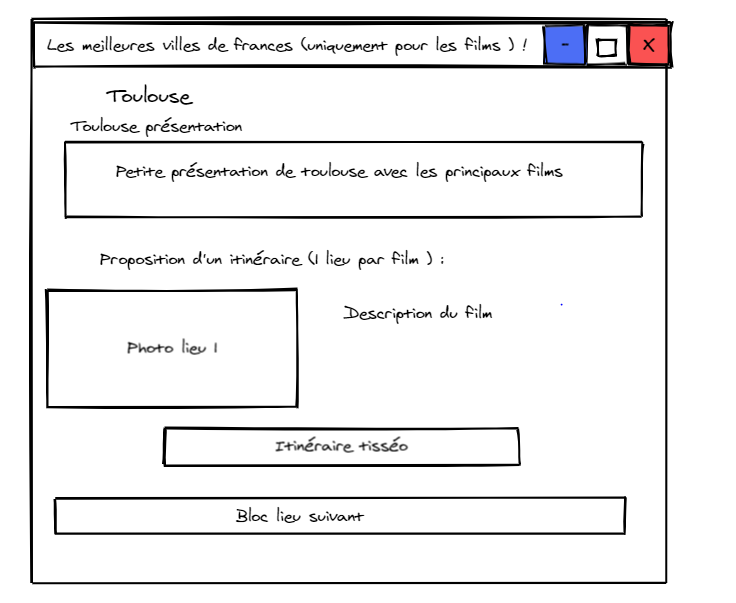 Les meilleures villes de frances (uniquement pour les films ) !
-
X
Toulouse
Toulouse présentation
Petite présentation de toulouse avec les principaux films
Proposition d'un itinéraire (1 lieu par film ) :
Description du film
Photo lieu 1
Itinéraire tisséo
Bloc lieu suivant